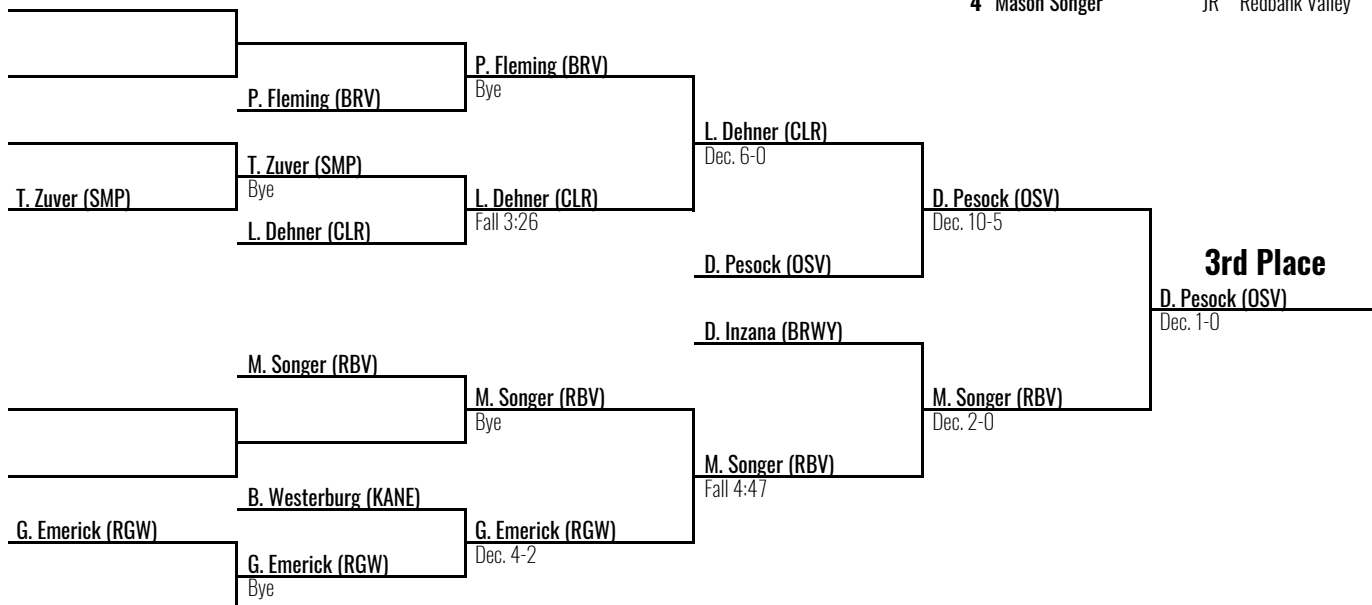 4 Mason Songer JR Redbank Valley
P. Fleming (BRV)
Bye
P. Fleming (BRV)
L. Dehner (CLR)
Dec. 6-0
T. Zuver (SMP)
Bye
T. Zuver (SMP)
L. Dehner (CLR)
Fall 3:26
D. Pesock (OSV)
Dec. 10-5
L. Dehner (CLR)
D. Pesock (OSV)
3rd Place
D. Pesock (OSV)
Dec. 1-0
D. Inzana (BRWY)
M. Songer (RBV)
M. Songer (RBV)
Bye
M. Songer (RBV)
Dec. 2-0
M. Songer (RBV)
Fall 4:47
B. Westerburg (KANE)
G. Emerick (RGW)
G. Emerick (RGW)
Dec. 4-2
G. Emerick (RGW)
Bye